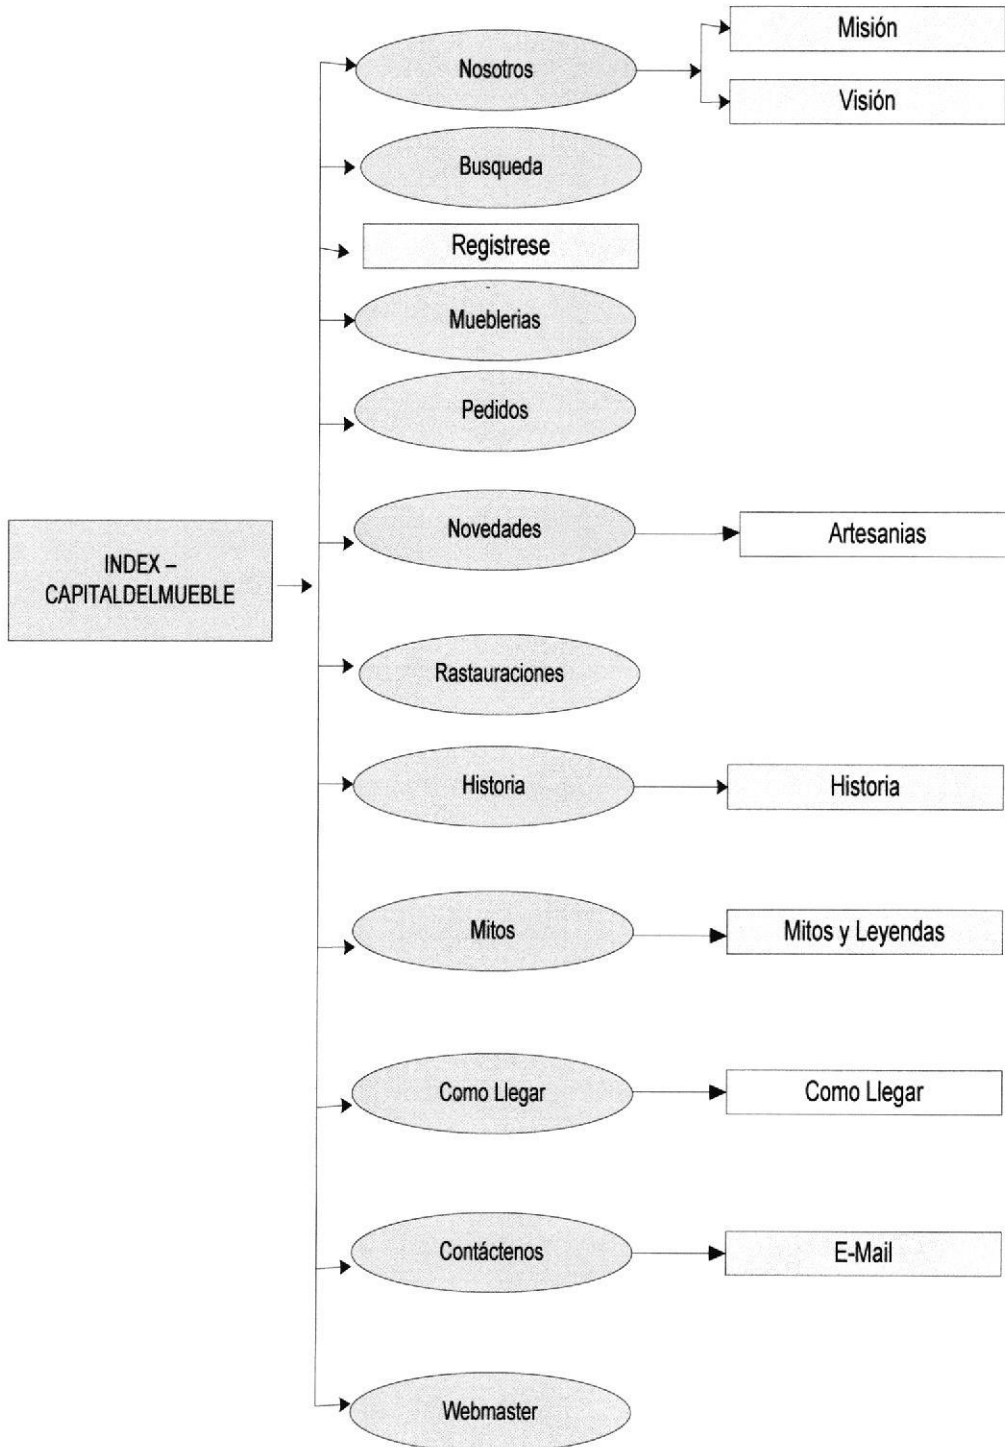 Misión
Nosotros
Visión
Busqueda
Registrese
Mueblerias
Pedidos
Novedades
Artesanias
INDEX –
CAPITALDELMUEBLE
Rastauraciones
Historia
Historia
Mitos
Mitos y Leyendas
Como Llegar
Como Llegar
Contáctenos
E-Mail
Webmaster